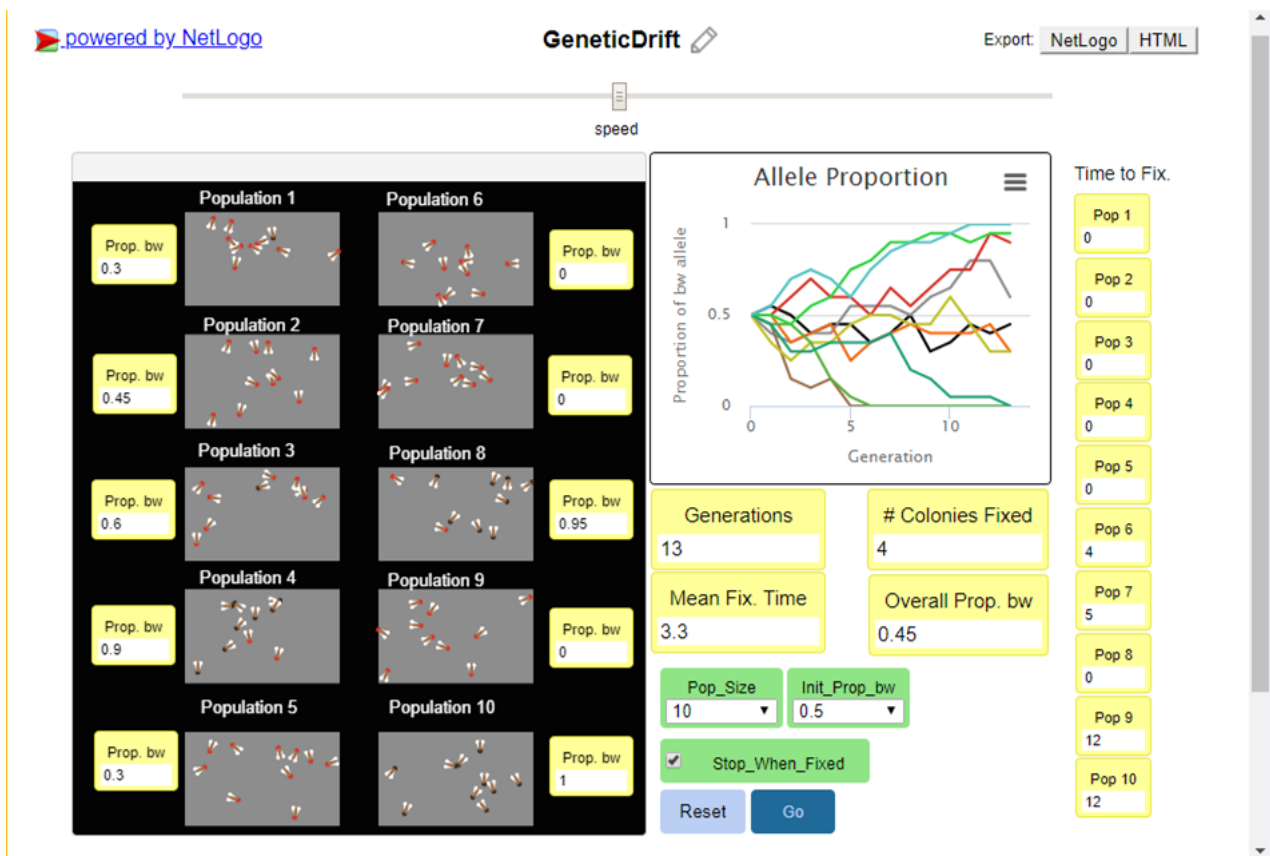 powered by NetLogo
GeneticDrift
Export: NetLogo HTML
speed
Population 1
Prop. bw
0.3
Population 6
Prop. bw
0
Population 2
Prop. bw
0.45
Population 7
Prop. bw
0
Population 3
Prop. bw
0.6
Population 8
Prop. bw
0.95
Population 4
Prop. bw
0.9
Population 9
Prop. bw
0
Population 5
Prop. bw
0.3
Population 10
Prop. bw
1
Allele Proportion
Proportion of bw allele
1
0.5
0
0 5 10
Generation
Generations
13
# Colonies Fixed
4
Mean Fix. Time
3.3
Overall Prop. bw
0.45
Pop_Size
10
Init_Prop_bw
0.5
Stop_When_Fixed
Reset
Go
Time to Fix.
Pop 1
0
Pop 2
0
Pop 3
0
Pop 4
0
Pop 5
0
Pop 6
4
Pop 7
5
Pop 8
0
Pop 9
12
Pop 10
12